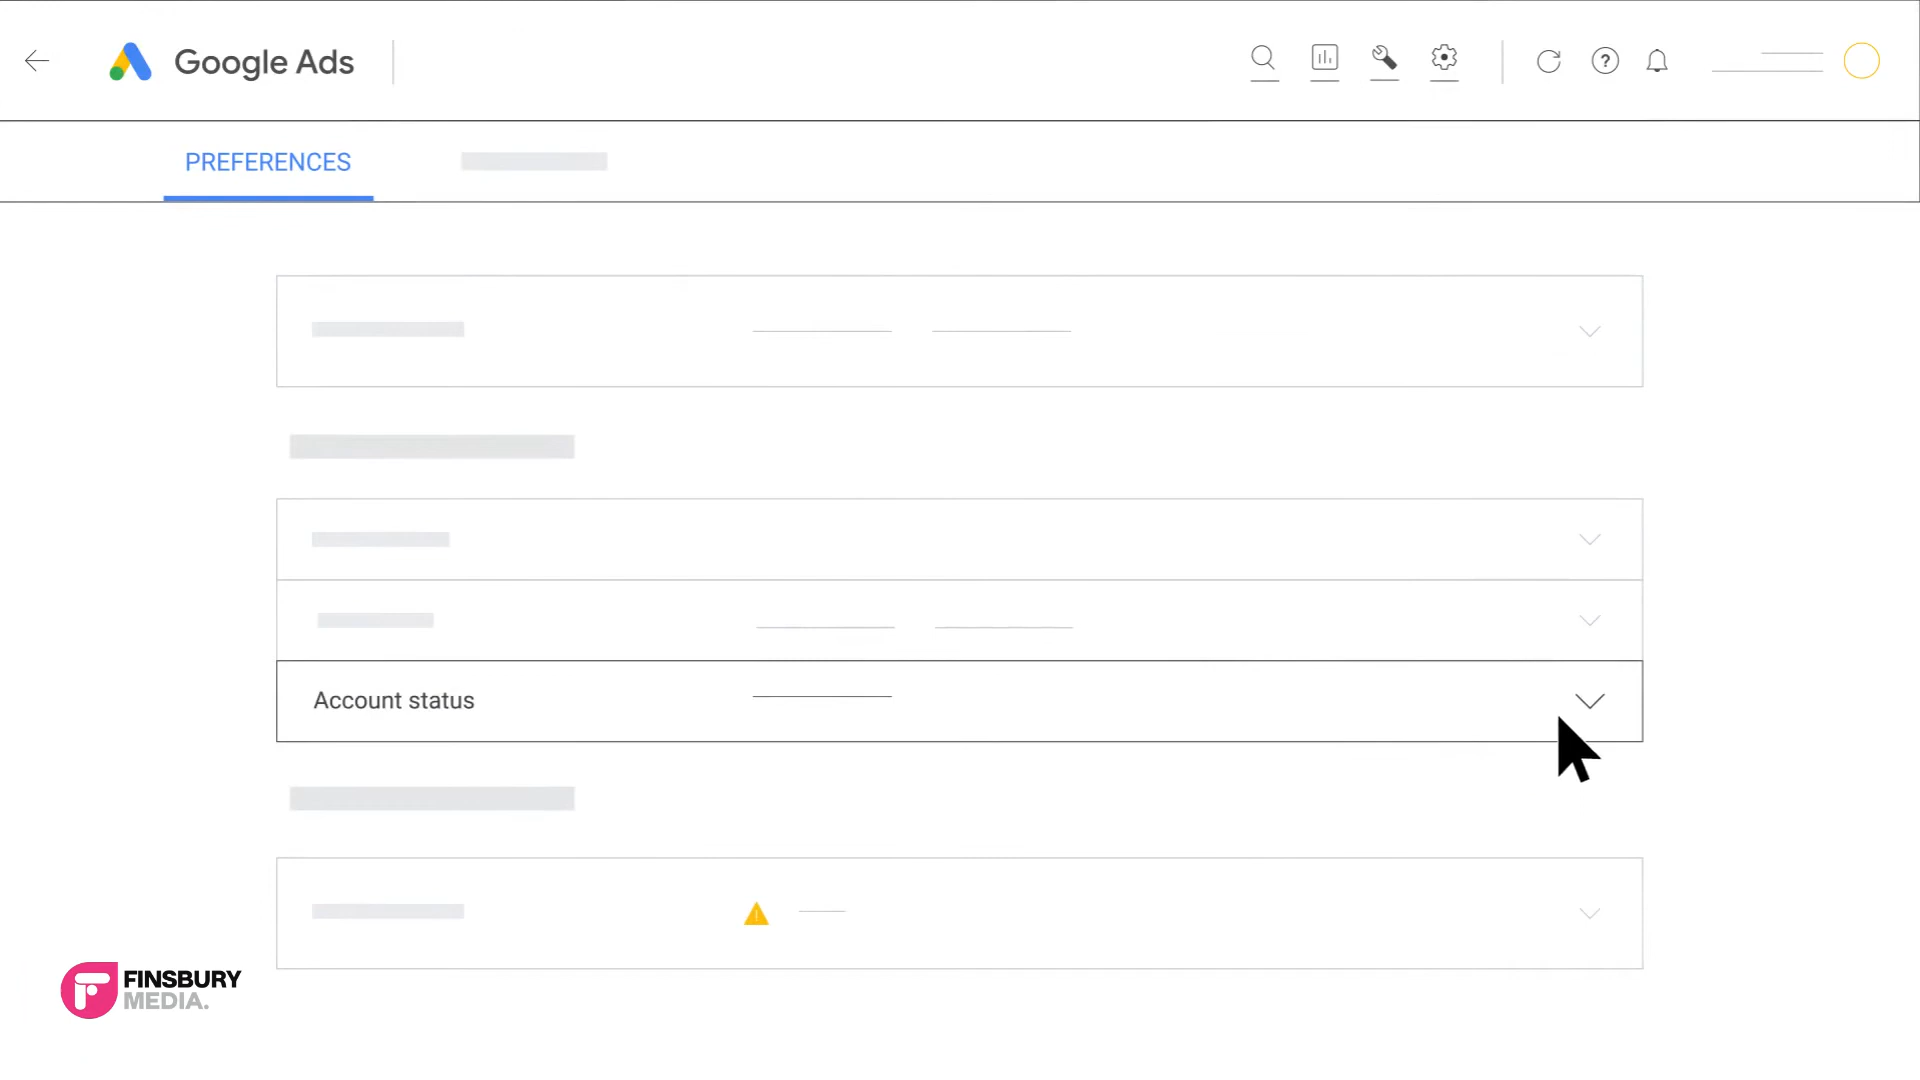 Google Ads
PREFERENCES
Account status
FINSBURY
MEDIA.